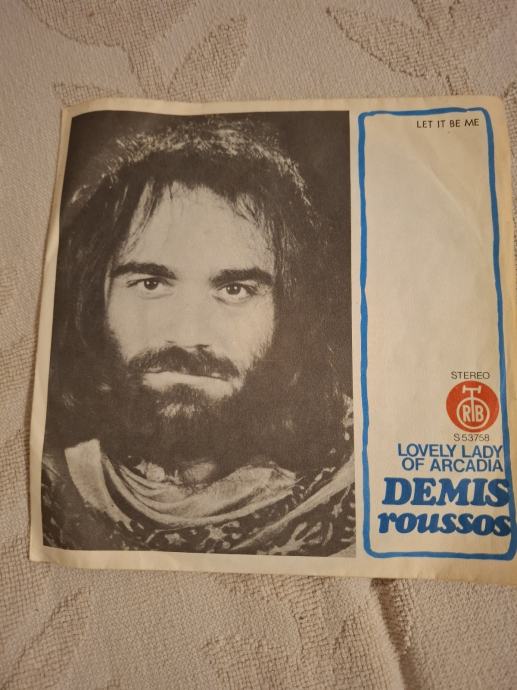 LET IT BE ME
STEREO
RTB
S 53758
LOVELY LADY
OF ARCADIA
DEMIS
roussos